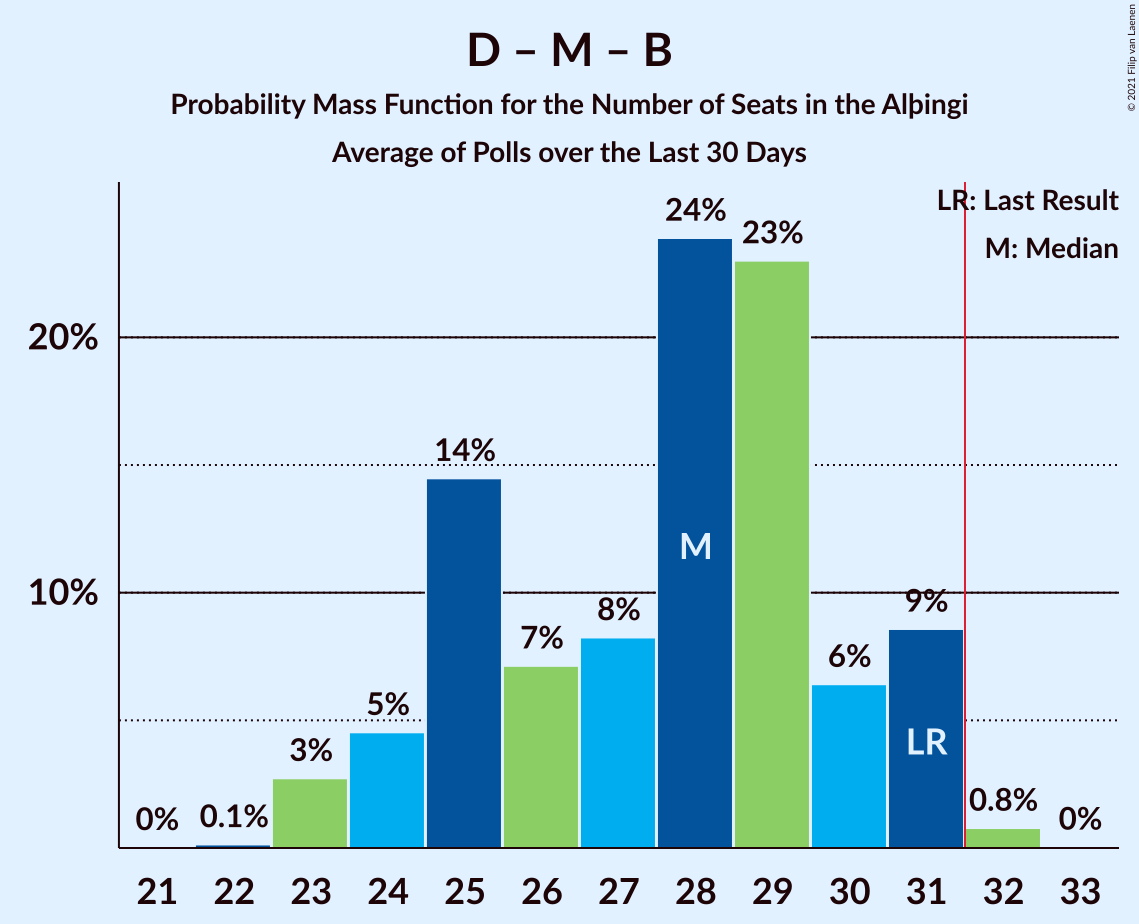 D – M – B
Probability Mass Function for the Number of Seats in the Alþingi
Average of Polls over the Last 30 Days
© 2021 Filip van Laenen
LR: Last Result
M: Median
20%
10%
0%
0.1%
3%
5%
14%
7%
8%
24%
23%
6%
9%
0.8%
0%
M
LR
21 22 23 24 25 26 27 28 29 30 31 32 33